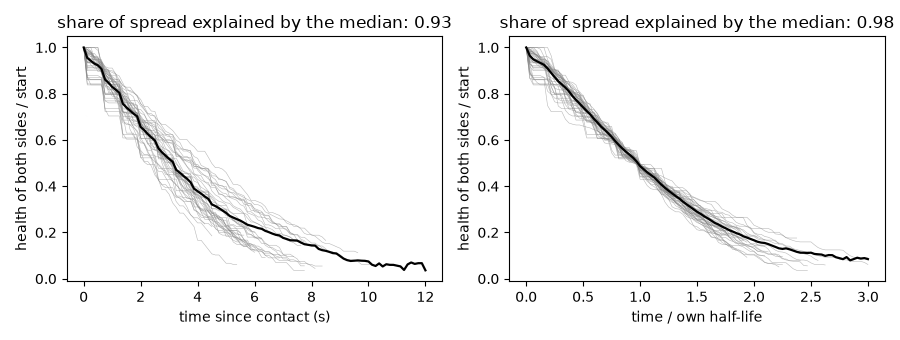 share of spread explained by the median: 0.93
health of both sides / start
1.0
0.8
0.6
0.4
0.2
0.0
0 2 4 6 8 10 12
time since contact (s)
share of spread explained by the median: 0.98
health of both sides / start
1.0
0.8
0.6
0.4
0.2
0.0
0.0 0.5 1.0 1.5 2.0 2.5 3.0
time / own half-life